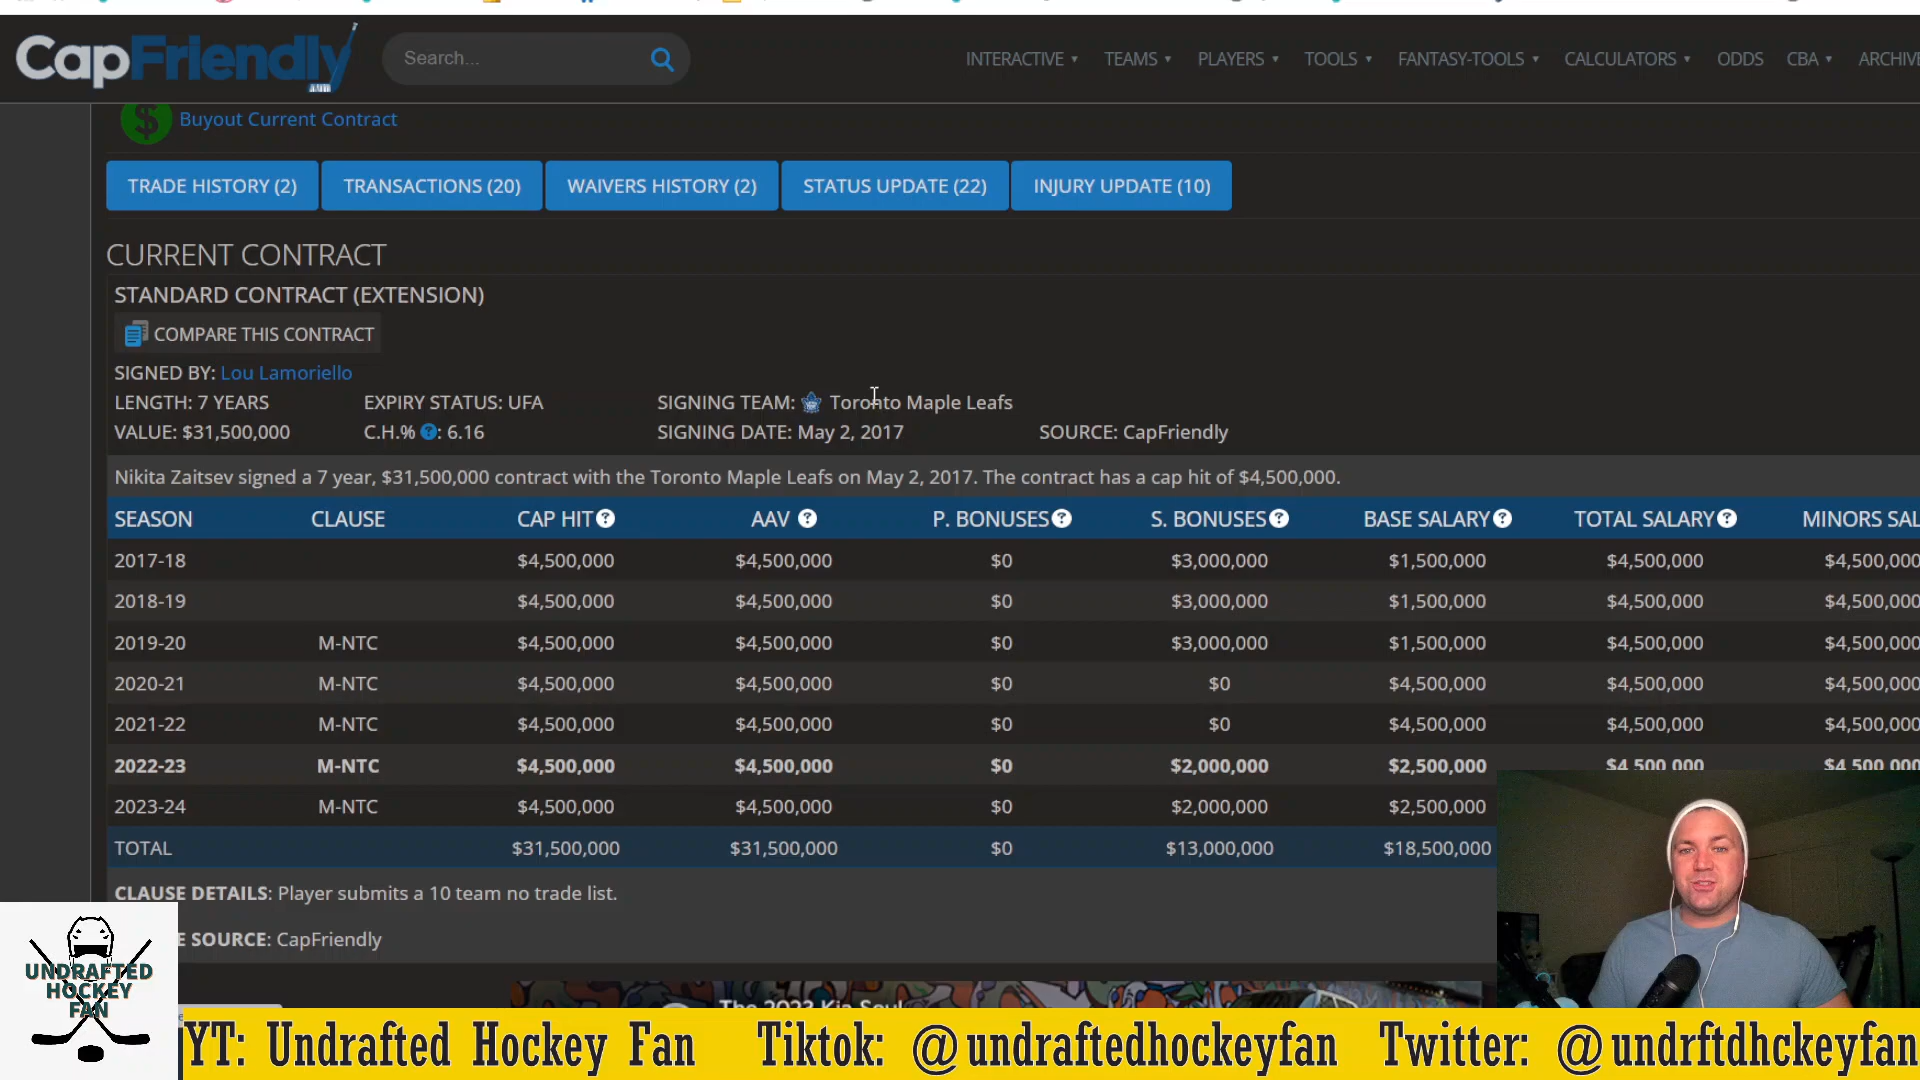 CapFriendly
Search...
INTERACTIVE TEAMS PLAYERS TOOLS FANTASY-TOOLS CALCULATORS ODDS CBA ARCHIVE
Buyout Current Contract
TRADE HISTORY (2) TRANSACTIONS (20) WAIVERS HISTORY (2) STATUS UPDATE (22) INJURY UPDATE (10)
CURRENT CONTRACT
STANDARD CONTRACT (EXTENSION)
COMPARE THIS CONTRACT
SIGNED BY: Lou Lamoriello
LENGTH: 7 YEARS EXPIRY STATUS: UFA SIGNING TEAM: Toronto Maple Leafs
VALUE: $31,500,000 C.H.% ?: 6.16 SIGNING DATE: May 2, 2017 SOURCE: CapFriendly
Nikita Zaitsev signed a 7 year, $31,500,000 contract with the Toronto Maple Leafs on May 2, 2017. The contract has a cap hit of $4,500,000.
SEASON CLAUSE CAP HIT ? AAV ? P. BONUSES ? S. BONUSES ? BASE SALARY ? TOTAL SALARY ? MINORS SAL
2017-18 $4,500,000 $4,500,000 $0 $3,000,000 $1,500,000 $4,500,000 $4,500,000
2018-19 $4,500,000 $4,500,000 $0 $3,000,000 $1,500,000 $4,500,000 $4,500,000
2019-20 M-NTC $4,500,000 $4,500,000 $0 $3,000,000 $1,500,000 $4,500,000 $4,500,000
2020-21 M-NTC $4,500,000 $4,500,000 $0 $0 $4,500,000 $4,500,000 $4,500,000
2021-22 M-NTC $4,500,000 $4,500,000 $0 $0 $4,500,000 $4,500,000 $4,500,000
2022-23 M-NTC $4,500,000 $4,500,000 $0 $2,000,000 $2,500,000 $4,500,000 $4,500,000
2023-24 M-NTC $4,500,000 $4,500,000 $0 $2,000,000 $2,500,000
TOTAL $31,500,000 $31,500,000 $0 $13,000,000 $18,500,000
CLAUSE DETAILS: Player submits a 10 team no trade list.
E SOURCE: CapFriendly
UNDRAFTED
HOCKEY
FAN
The 2023 Kia Soul
YT: Undrafted Hockey Fan Tiktok: @undraftedhockeyfan Twitter: @undrftdhckeyfan